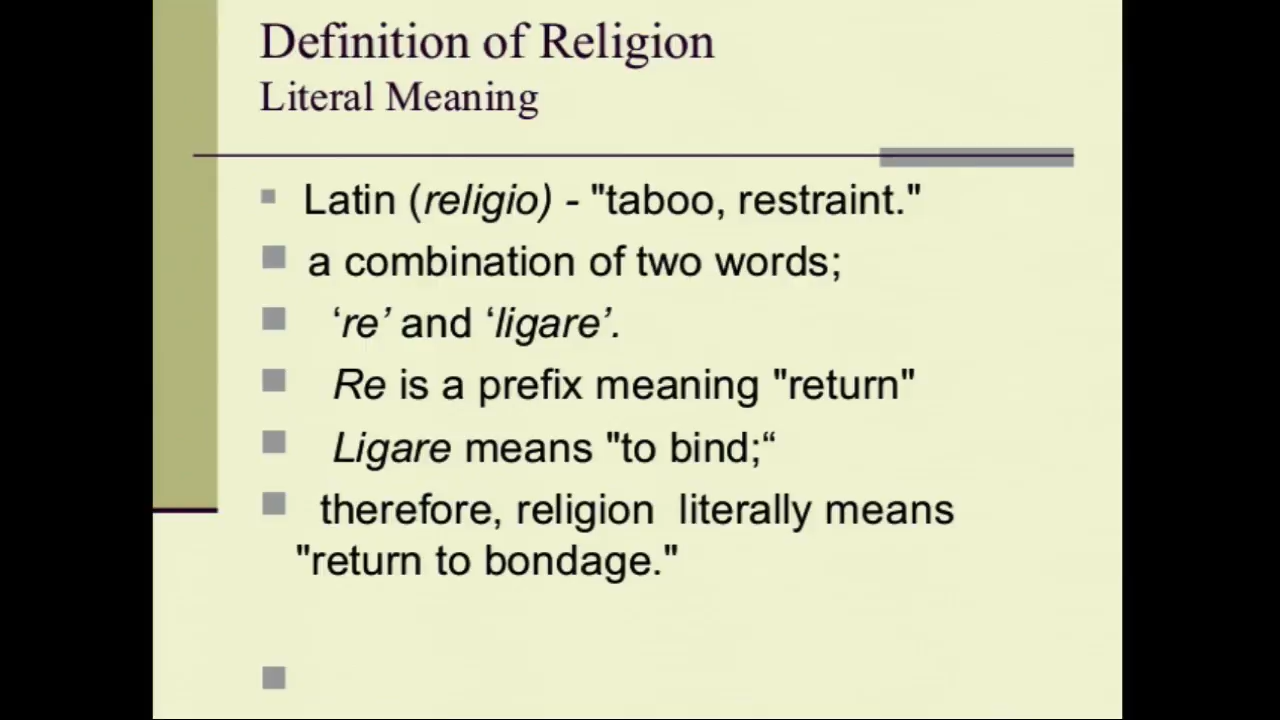 Definition of Religion
Literal Meaning
Latin (religio) - "taboo, restraint."
a combination of two words;
‘re’ and ‘ligare’.
Re is a prefix meaning "return"
Ligare means "to bind;“
therefore, religion literally means
"return to bondage."